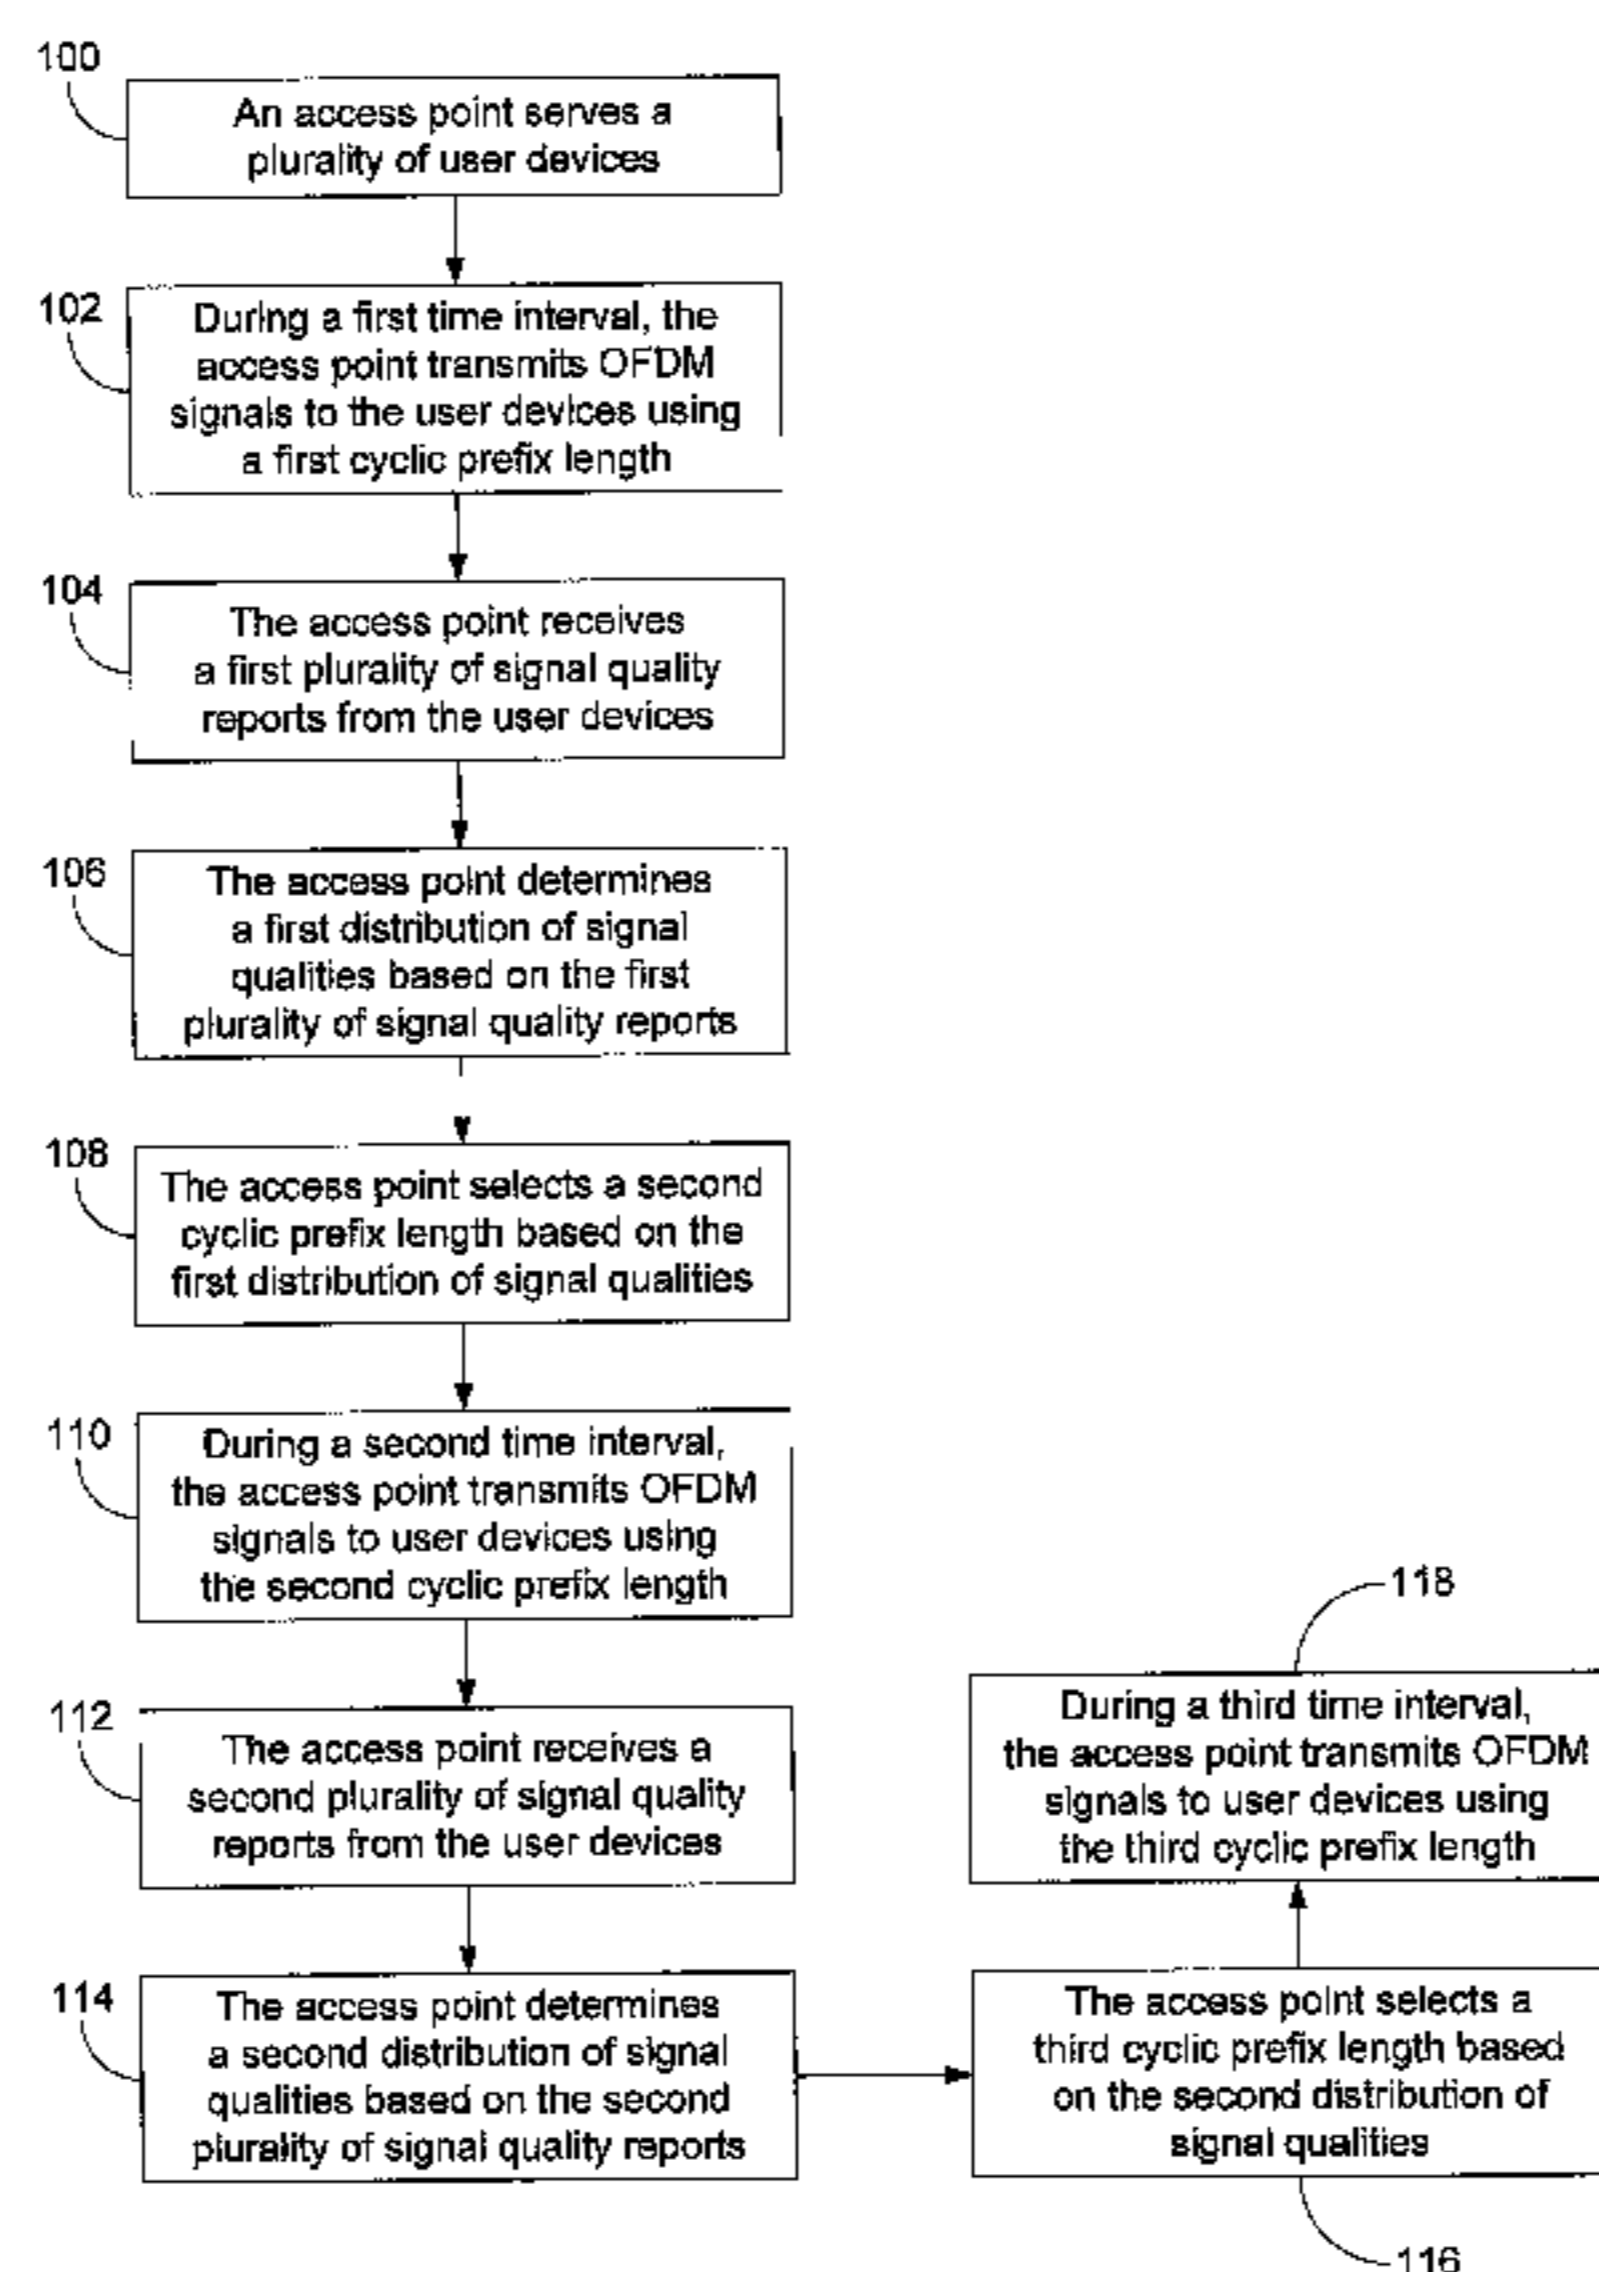 100
An access point serves a
plurality of user devices
102
During a first time interval, the
access point transmits OFDM
signals to the user devices using
a first cyclic prefix length
104
The access point receives
a first plurality of signal quality
reports from the user devices
106
The access point determines
a first distribution of signal
qualities based on the first
plurality of signal quality reports
108
The access point selects a second
cyclic prefix length based on the
first distribution of signal qualities
110
During a second time interval,
the access point transmits OFDM
signals to user devices using
the second cyclic prefix length
112
The access point receives a
second plurality of signal quality
reports from the user devices
114
The access point determines
a second distribution of signal
qualities based on the second
plurality of signal quality reports
116
The access point selects a
third cyclic prefix length based
on the second distribution of
signal qualities
118
During a third time interval,
the access point transmits OFDM
signals to user devices using
the third cyclic prefix length